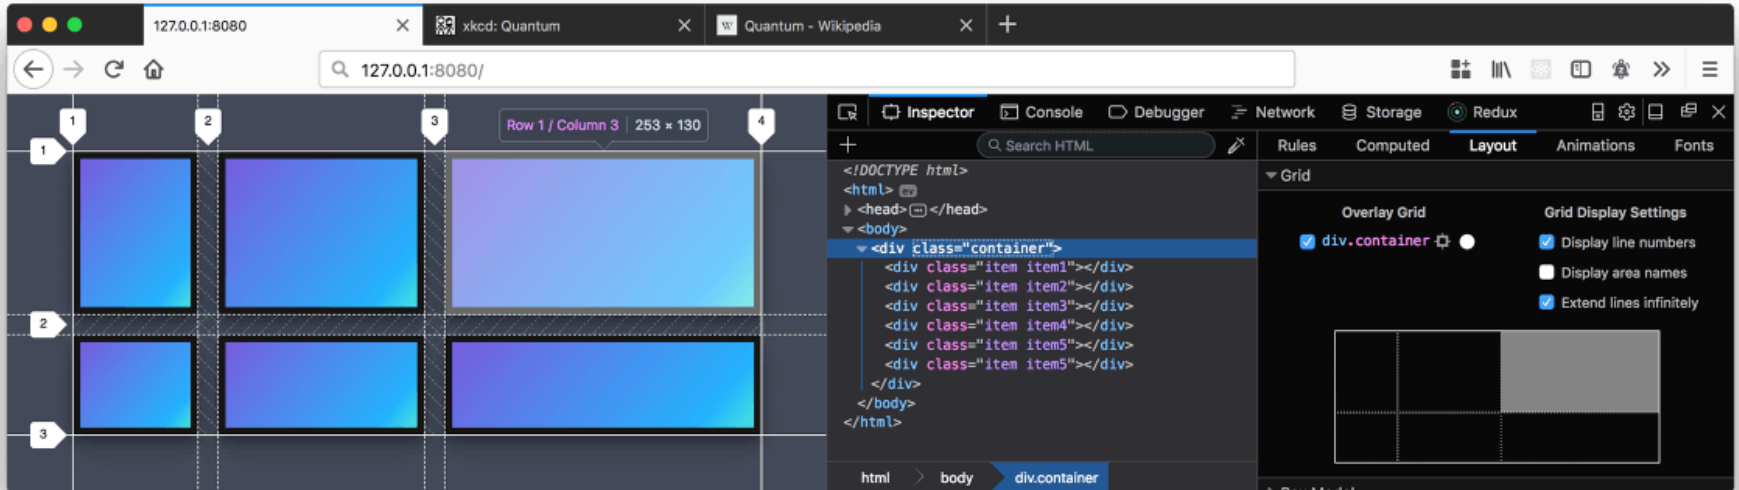 127.0.0.1:8080
xkcd: Quantum
W
Quantum - Wikipedia
127.0.0.1:8080/
1
2
3
Row 1 / Column 3 253 × 130
4
1
2
3
Inspector
Console
Debugger
Network
Storage
Redux
Search HTML
<!DOCTYPE html>
<html> ev
<head></head>
<body>
<div class="container">
<div class="item item1"></div>
<div class="item item2"></div>
<div class="item item3"></div>
<div class="item item4"></div>
<div class="item item5"></div>
<div class="item item5"></div>
</div>
</body>
</html>
html
body
div.container
Rules
Computed
Layout
Animations
Fonts
Grid
Overlay Grid
div.container
Grid Display Settings
Display line numbers
Display area names
Extend lines infinitely